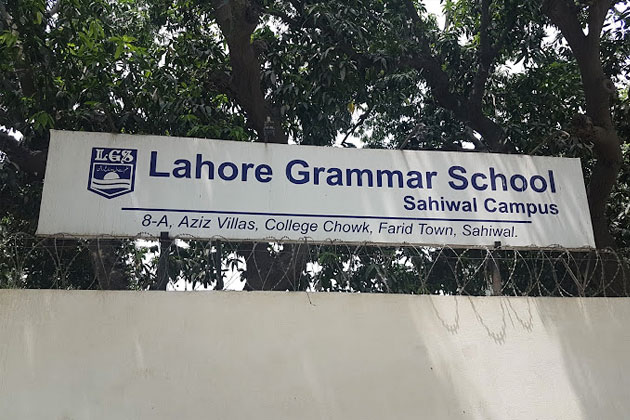 LGS
Lahore Grammar School
Sahiwal Campus
8-A, Aziz Villas, College Chowk, Farid Town, Sahiwal.